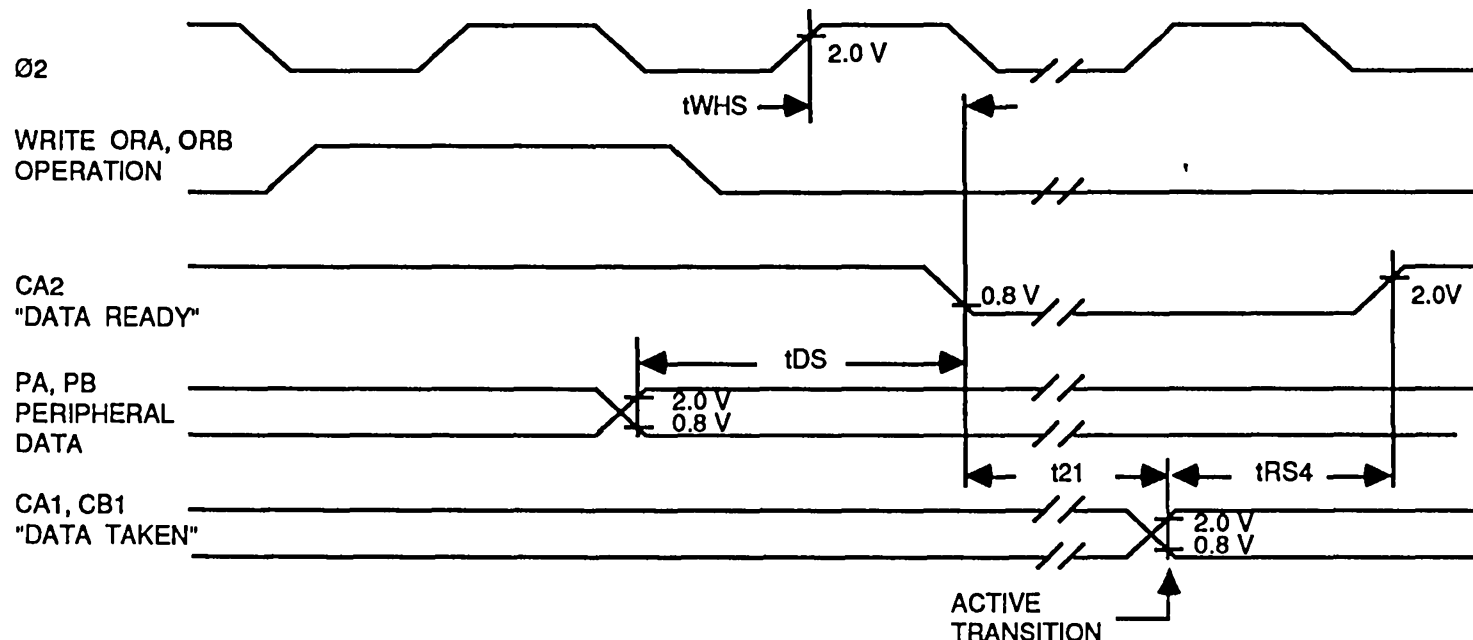 Ø2
2.0 V
tWHS
WRITE ORA, ORB
OPERATION
CA2
"DATA READY"
0.8 V
2.0V
tDS
PA, PB
PERIPHERAL
DATA
2.0 V
0.8 V
t21
tRS4
CA1, CB1
"DATA TAKEN"
2.0 V
0.8 V
ACTIVE
TRANSITION